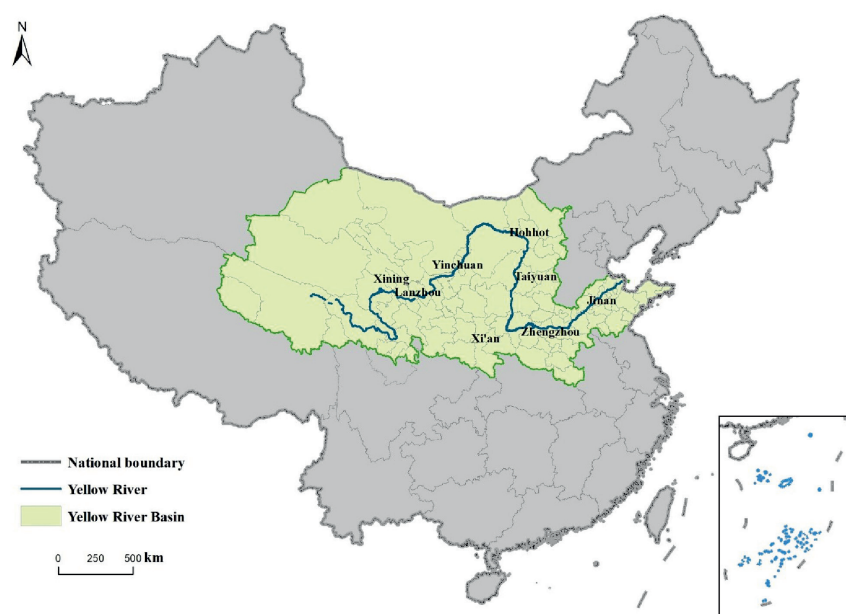 N
Hohhot
Yinchuan
Taiyuan
Xining
Lanzhou
Jinan
Zhengzhou
Xi'an
National boundary
Yellow River
Yellow River Basin
0 250 500 km